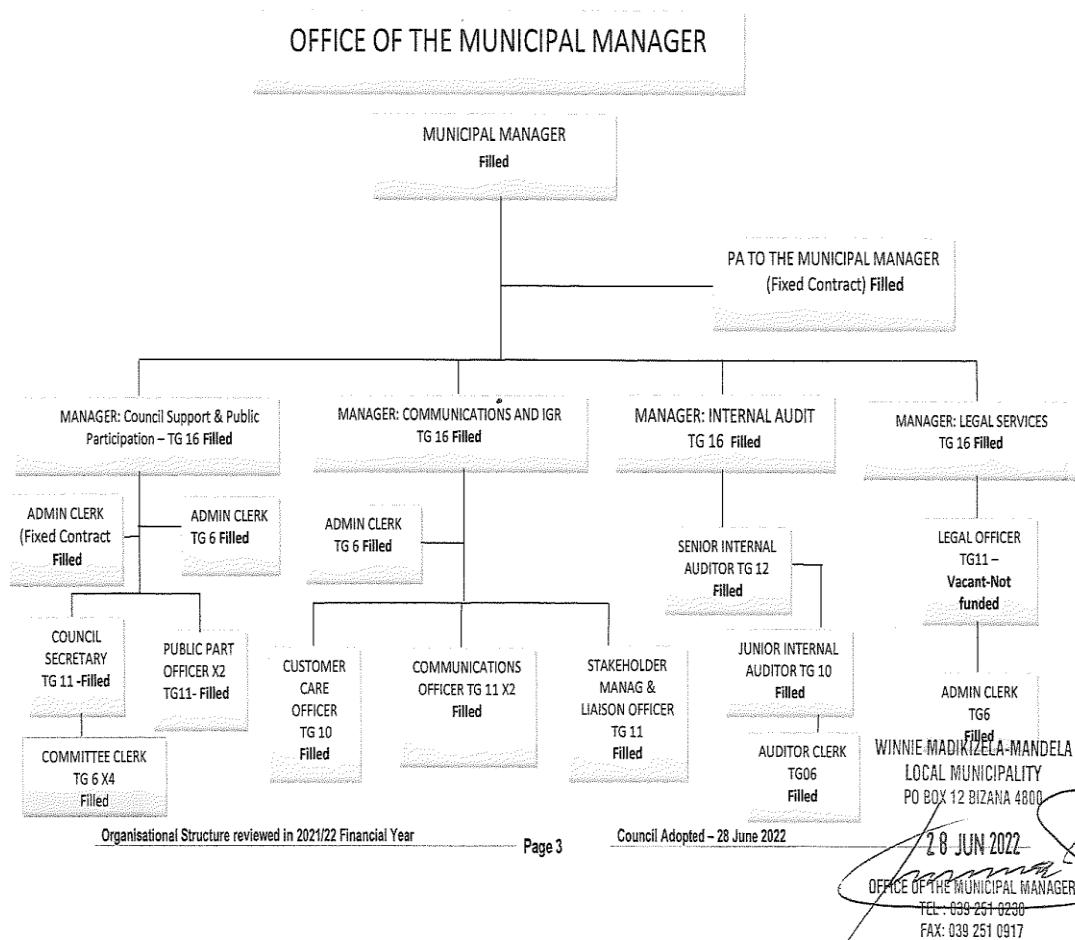 OFFICE OF THE MUNICIPAL MANAGER
MUNICIPAL MANAGER
Filled
PA TO THE MUNICIPAL MANAGER
(Fixed Contract) Filled
MANAGER: Council Support & Public
Participation – TG 16 Filled
MANAGER: COMMUNICATIONS AND IGR
TG 16 Filled
MANAGER: INTERNAL AUDIT
TG 16 Filled
MANAGER: LEGAL SERVICES
TG 16 Filled
ADMIN CLERK
(Fixed Contract
Filled
ADMIN CLERK
TG 6 Filled
ADMIN CLERK
TG 6 Filled
SENIOR INTERNAL
AUDITOR TG 12
Filled
LEGAL OFFICER
TG11 –
Vacant-Not
funded
COUNCIL
SECRETARY
TG 11 -Filled
PUBLIC PART
OFFICER X2
TG11- Filled
CUSTOMER
CARE
OFFICER
TG 10
Filled
COMMUNICATIONS
OFFICER TG 11 X2
Filled
STAKEHOLDER
MANAG &
LIAISON OFFICER
TG 11
Filled
JUNIOR INTERNAL
AUDITOR TG 10
Filled
ADMIN CLERK
TG6
Filled
COMMITTEE CLERK
TG 6 X4
Filled
AUDITOR CLERK
TG06
Filled
WINNIE MADIKIZELA-MANDELA
LOCAL MUNICIPALITY
PO BOX 12 BIZANA 4800
28 JUN 2022
OFFICE OF THE MUNICIPAL MANAGER
TEL : 039 251 0230
FAX: 039 251 0917
Organisational Structure reviewed in 2021/22 Financial Year
Page 3
Council Adopted – 28 June 2022